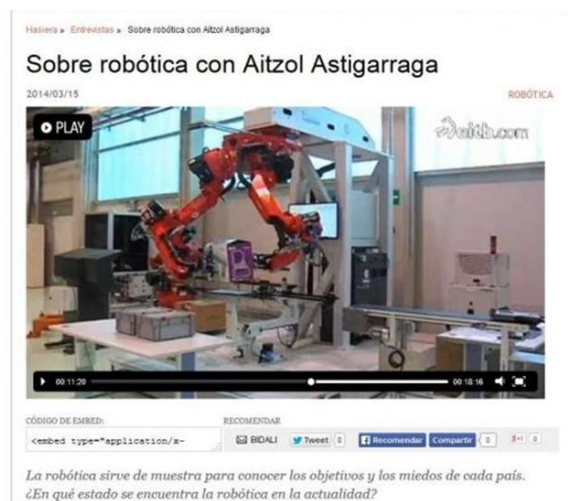 Hasiera » Entrevistas » Sobre robótica con Aitzol Astigarraga
Sobre robótica con Aitzol Astigarraga
2014/03/15
ROBÓTICA
PLAY
eitb.com
00:11:20
00:18:16
CÓDIGO DE EMBED:
RECOMENDAR
<embed type="application/x-
BIDALI
Tweet 0
Recomendar
Compartir 0
+1 0
La robótica sirve de muestra para conocer los objetivos y los miedos de cada país.
¿En qué estado se encuentra la robótica en la actualidad?